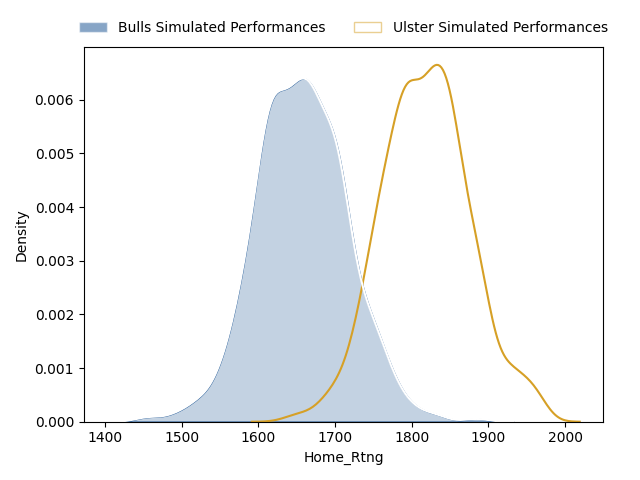 Bulls Simulated Performances Ulster Simulated Performances
0.006
0.005
0.004
0.003
0.002
0.001
0.000
Density
1400 1500 1600 1700 1800 1900 2000
Home_Rtng